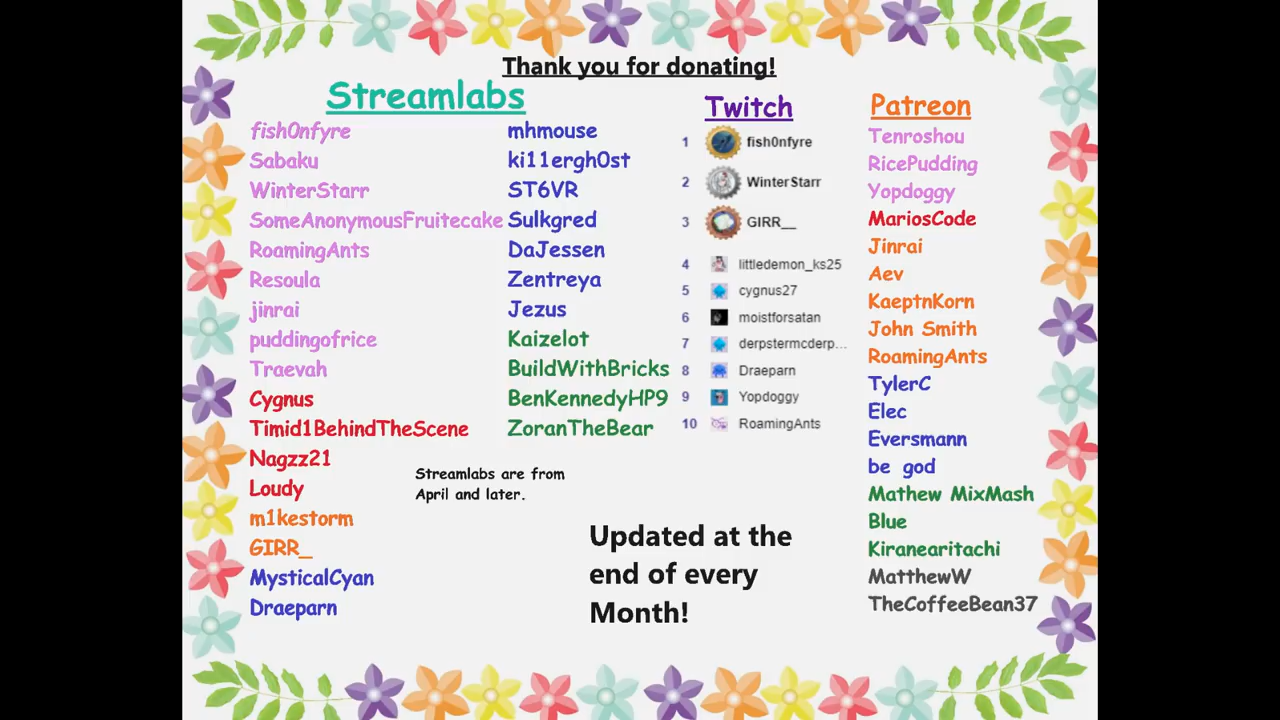 Thank you for donating!
Streamlabs
fish0nfyre
Sabaku
WinterStarr
SomeAnonymousFruitecake
RoamingAnts
Resoula
jinrai
puddingofrice
Traevah
Cygnus
Timid1BehindTheScene
Nagzz21
Loudy
m1kestorm
GIRR_
MysticalCyan
Draeparn
mhmouse
ki11ergh0st
ST6VR
Sulkgred
DaJessen
Zentreya
Jezus
Kaizelot
BuildWithBricks
BenKennedyHP9
ZoranTheBear
Streamlabs are from
April and later.
Twitch
1 fish0nfyre
2 WinterStarr
3 GIRR__
4 littledemon_ks25
5 cygnus27
6 moistforsatan
7 derpstermcderp...
8 Draeparn
9 Yopdoggy
10 RoamingAnts
Updated at the
end of every
Month!
Patreon
Tenroshou
RicePudding
Yopdoggy
MariosCode
Jinrai
Aev
KaeptnKorn
John Smith
RoamingAnts
TylerC
Elec
Eversmann
be god
Mathew MixMash
Blue
Kiranearitachi
MatthewW
TheCoffeeBean37